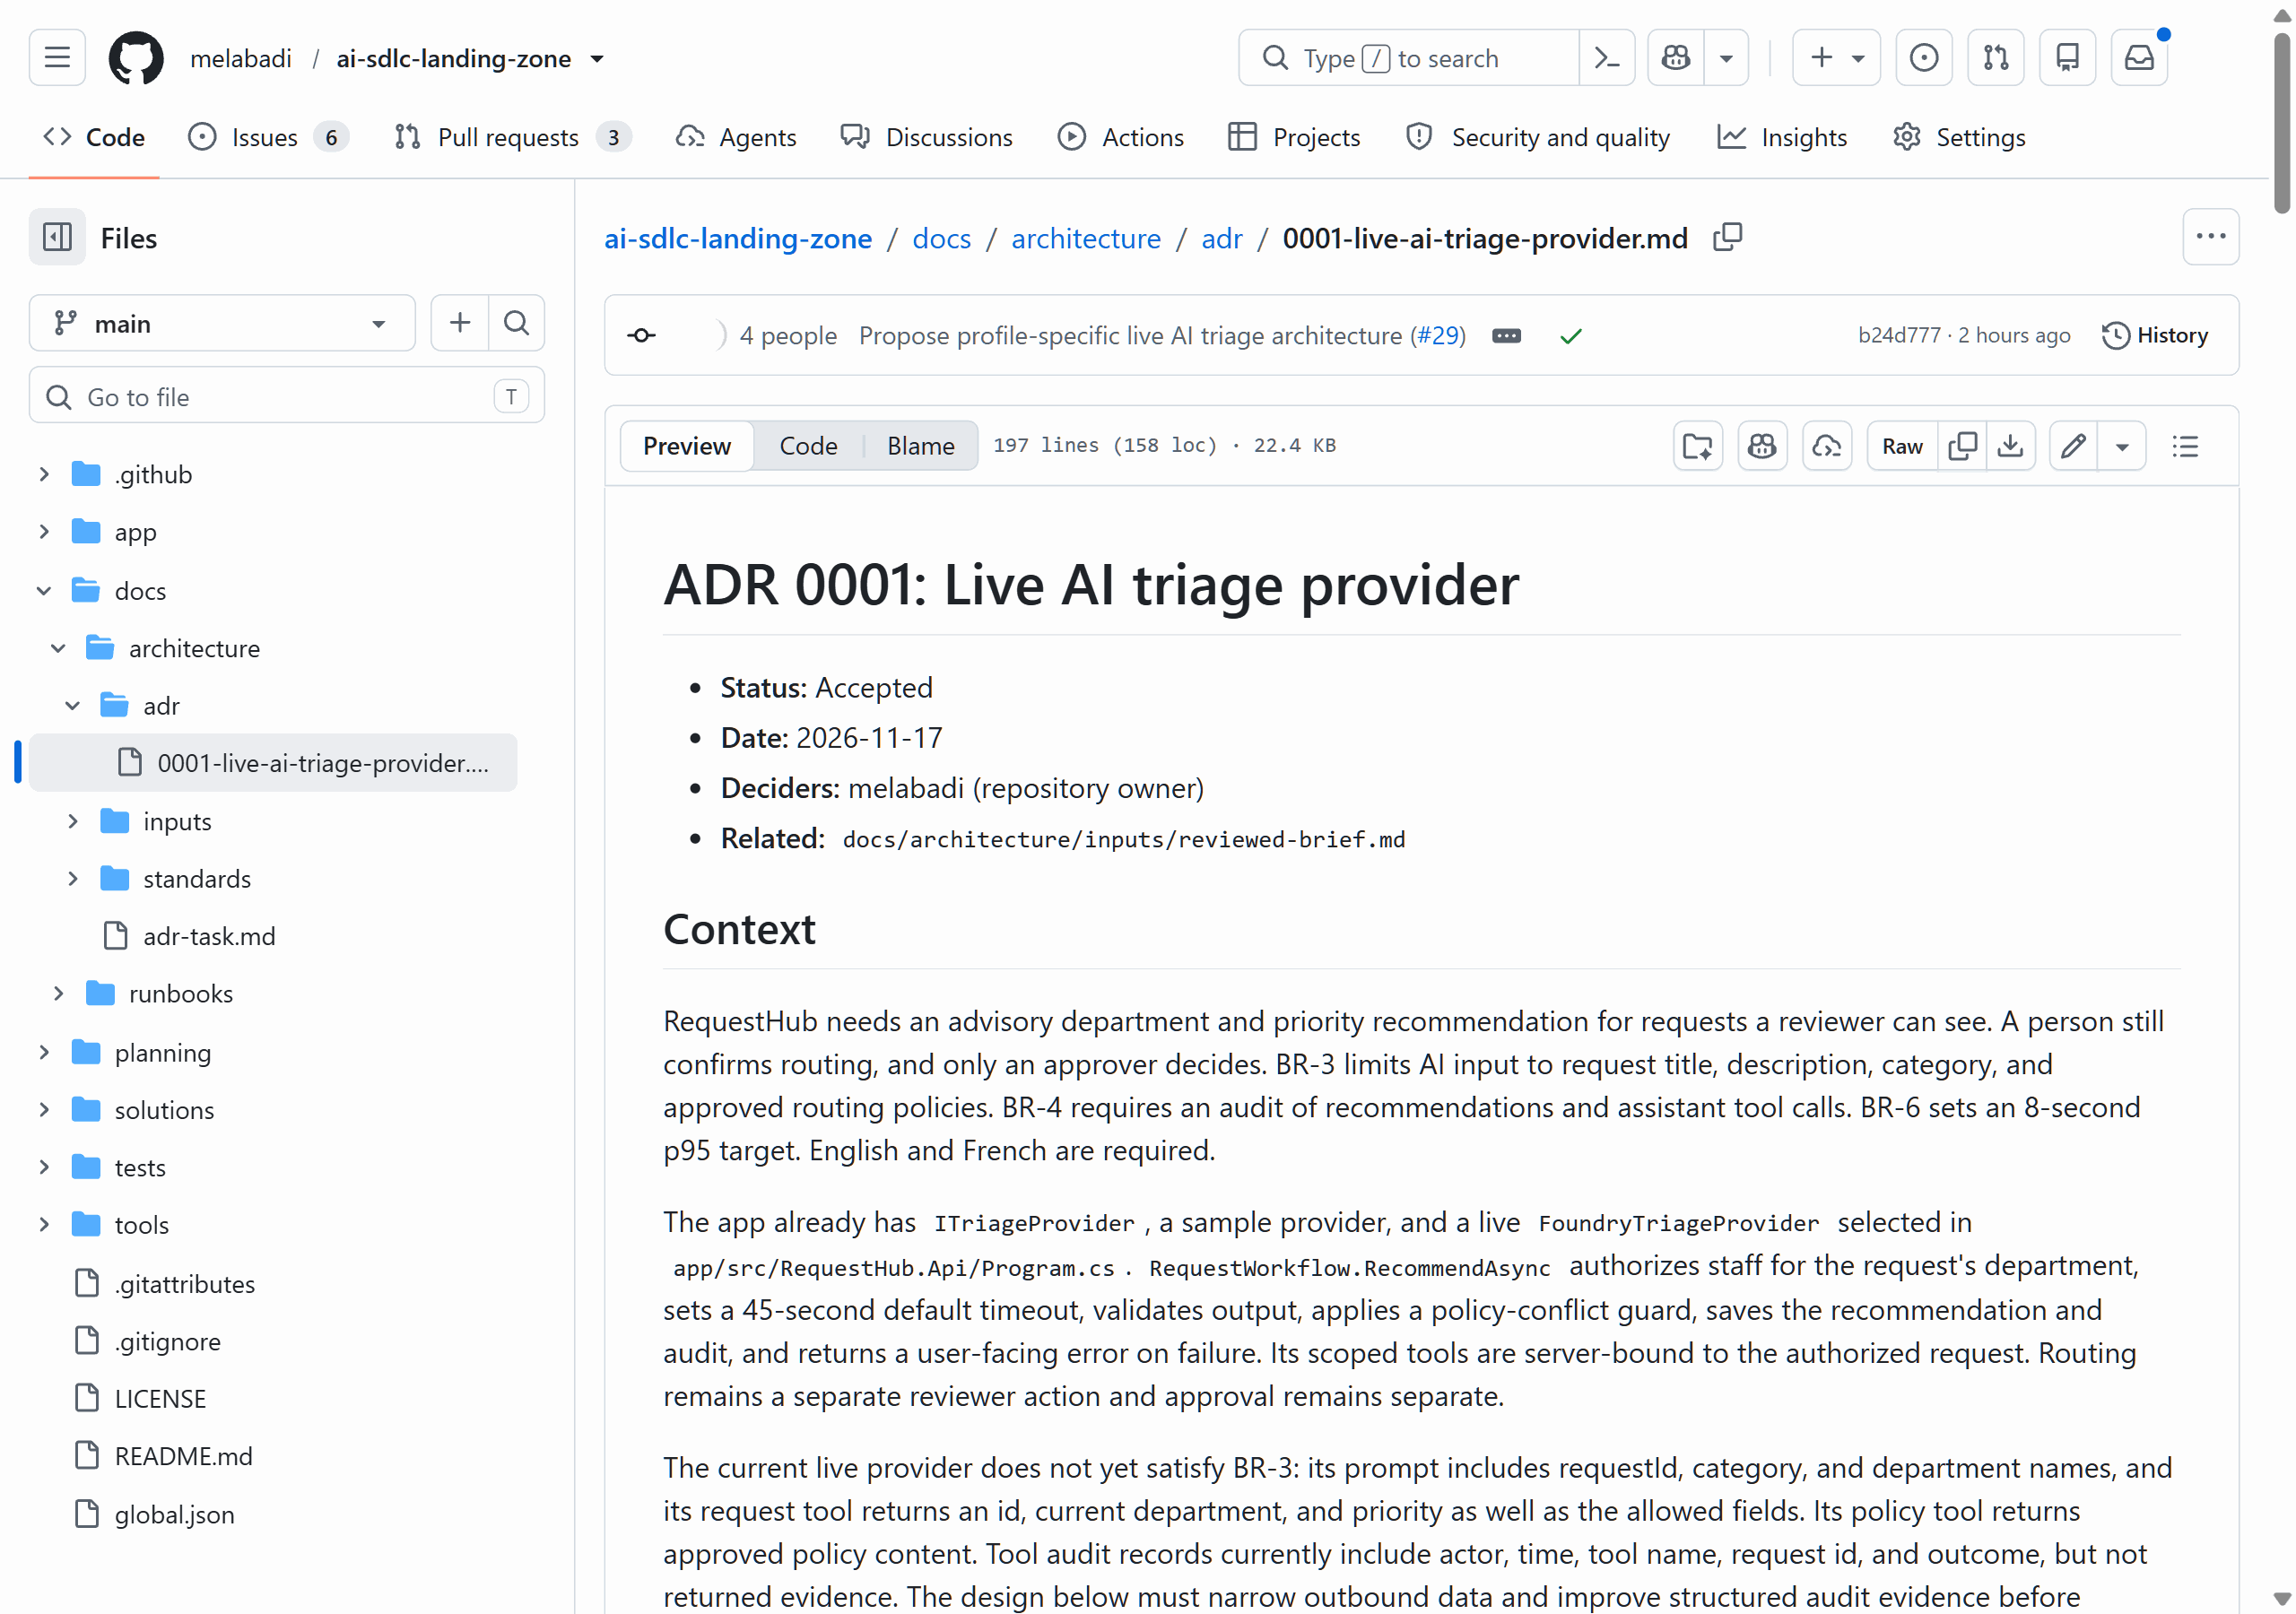 melabadi / ai-sdlc-landing-zone
Type / to search
Code
Issues 6
Pull requests 3
Agents
Discussions
Actions
Projects
Security and quality
Insights
Settings
Files
main
Go to file
T
.github
app
docs
architecture
adr
0001-live-ai-triage-provider....
inputs
standards
adr-task.md
runbooks
planning
solutions
tests
tools
.gitattributes
.gitignore
LICENSE
README.md
global.json
ai-sdlc-landing-zone / docs / architecture / adr / 0001-live-ai-triage-provider.md
4 people Propose profile-specific live AI triage architecture (#29)
b24d777 · 2 hours ago
History
Preview
Code
Blame
197 lines (158 loc) · 22.4 KB
Raw
ADR 0001: Live AI triage provider
• Status: Accepted
• Date: 2026-11-17
• Deciders: melabadi (repository owner)
• Related: docs/architecture/inputs/reviewed-brief.md
Context
RequestHub needs an advisory department and priority recommendation for requests a reviewer can see. A person still
confirms routing, and only an approver decides. BR-3 limits AI input to request title, description, category, and
approved routing policies. BR-4 requires an audit of recommendations and assistant tool calls. BR-6 sets an 8-second
p95 target. English and French are required.
The app already has ITriageProvider , a sample provider, and a live FoundryTriageProvider selected in
app/src/RequestHub.Api/Program.cs . RequestWorkflow.RecommendAsync authorizes staff for the request's department,
sets a 45-second default timeout, validates output, applies a policy-conflict guard, saves the recommendation and
audit, and returns a user-facing error on failure. Its scoped tools are server-bound to the authorized request. Routing
remains a separate reviewer action and approval remains separate.
The current live provider does not yet satisfy BR-3: its prompt includes requestId, category, and department names, and
its request tool returns an id, current department, and priority as well as the allowed fields. Its policy tool returns
approved policy content. Tool audit records currently include actor, time, tool name, request id, and outcome, but not
returned evidence. The design below must narrow outbound data and improve structured audit evidence before